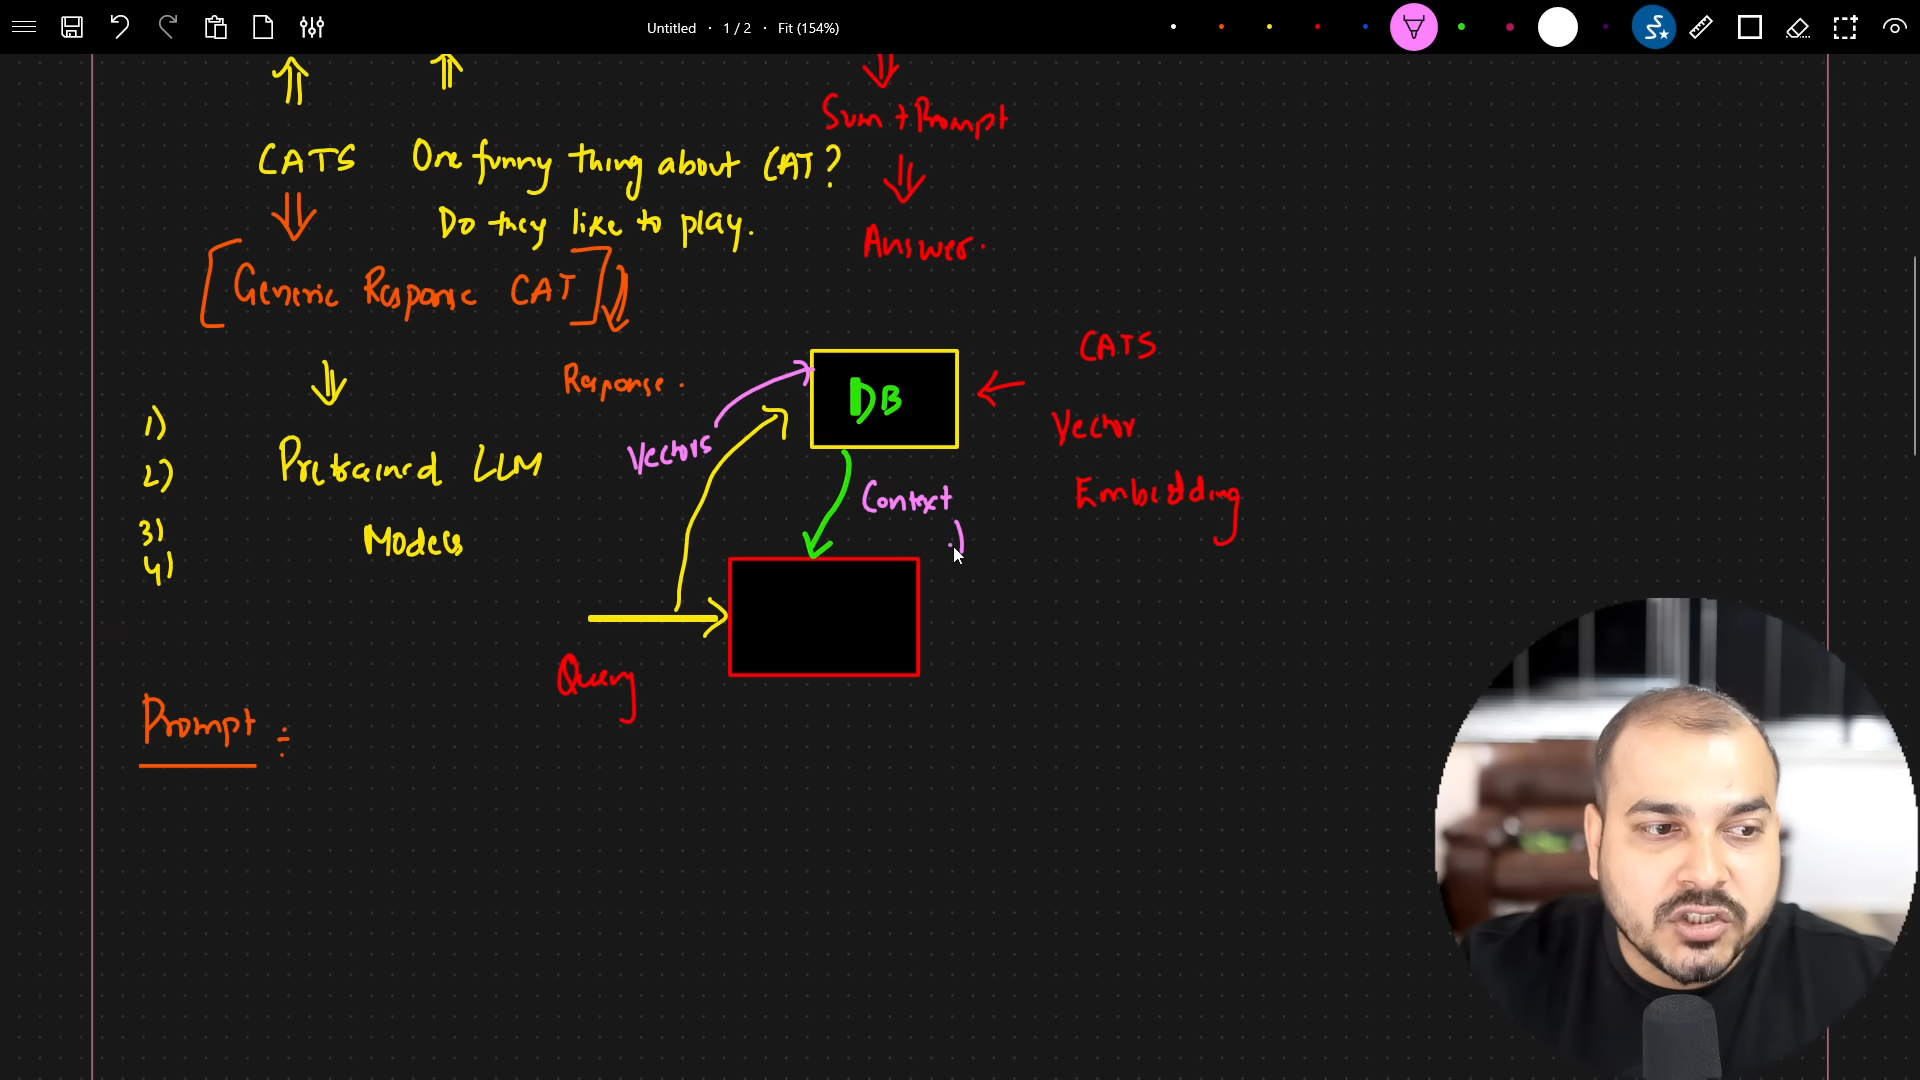 Untitled • 1 / 2 • Fit (154%)
Sum + Prompt
CATS One funny thing about CAT?
Do they like to play.
Answer.
[Generic Response CAT]
CATS
Response.
DB
1)
Vectors
Vector
2)
Pretrained LLM
Context
Embedding
3)
Models
4)
Query
Prompt :